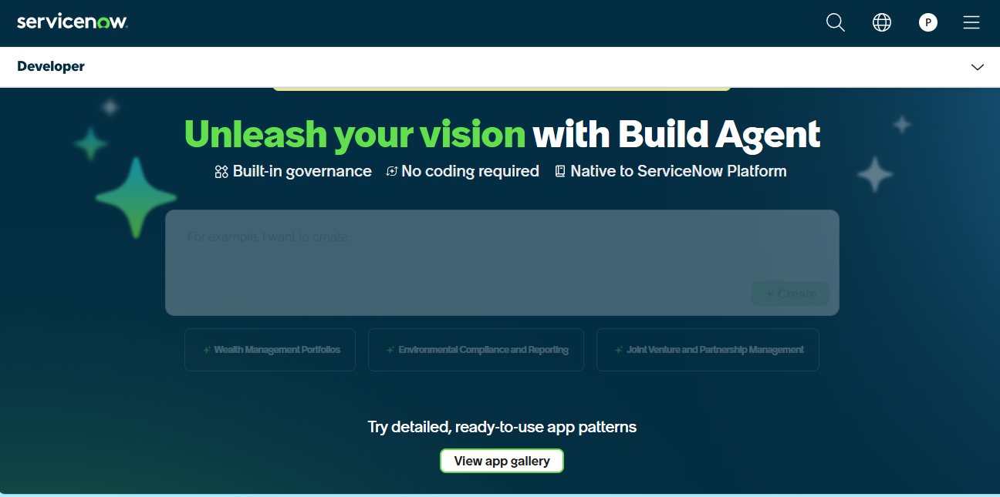 servicenow
P
Developer
Unleash your vision with Build Agent
Built-in governance No coding required Native to ServiceNow Platform
For example, I want to create...
Create
Wealth Management Portfolios Environmental Compliance and Reporting Joint Venture and Partnership Management
Try detailed, ready-to-use app patterns
View app gallery